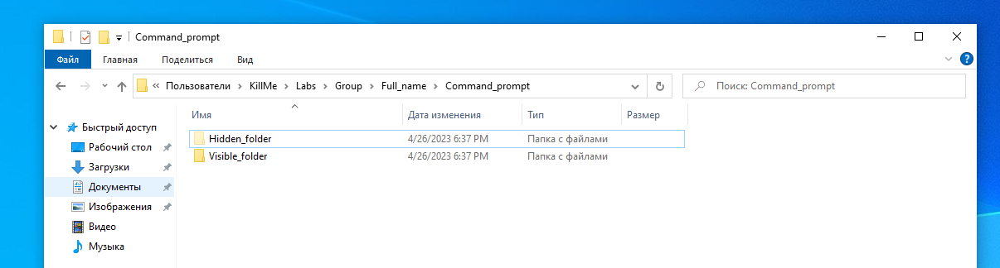 Command_prompt
Файл Главная Поделиться Вид
« Пользователи > KillMe > Labs > Group > Full_name > Command_prompt Поиск: Command_prompt
Имя Дата изменения Тип Размер
Быстрый доступ
Hidden_folder 4/26/2023 6:37 PM Папка с файлами
Рабочий стол
Visible_folder 4/26/2023 6:37 PM Папка с файлами
Загрузки
Документы
Изображения
Видео
Музыка